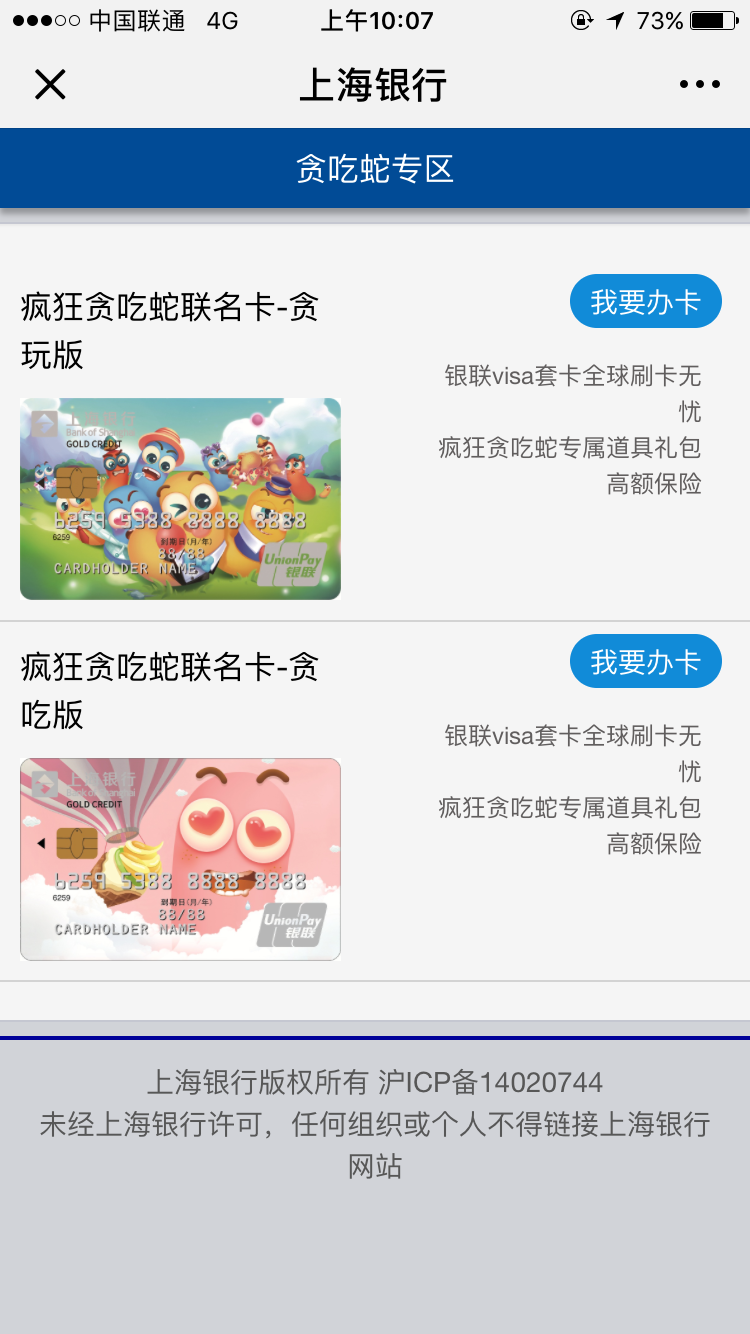 中国联通 4G 上午10:07 73%
上海银行
贪吃蛇专区
疯狂贪吃蛇联名卡-贪
玩版
我要办卡
银联visa套卡全球刷卡无
忧
疯狂贪吃蛇专属道具礼包
高额保险
上海银行
Bank of Shanghai
GOLD CREDIT
6259 5388 8888 8888
6259
到期日(月/年)
88/88
CARDHOLDER NAME
UnionPay
银联
疯狂贪吃蛇联名卡-贪
吃版
我要办卡
银联visa套卡全球刷卡无
忧
疯狂贪吃蛇专属道具礼包
高额保险
上海银行
Bank of Shanghai
GOLD CREDIT
6259 5388 8888 8888
6259
到期日(月/年)
88/88
CARDHOLDER NAME
UnionPay
银联
上海银行版权所有 沪ICP备14020744
未经上海银行许可，任何组织或个人不得链接上海银行
网站